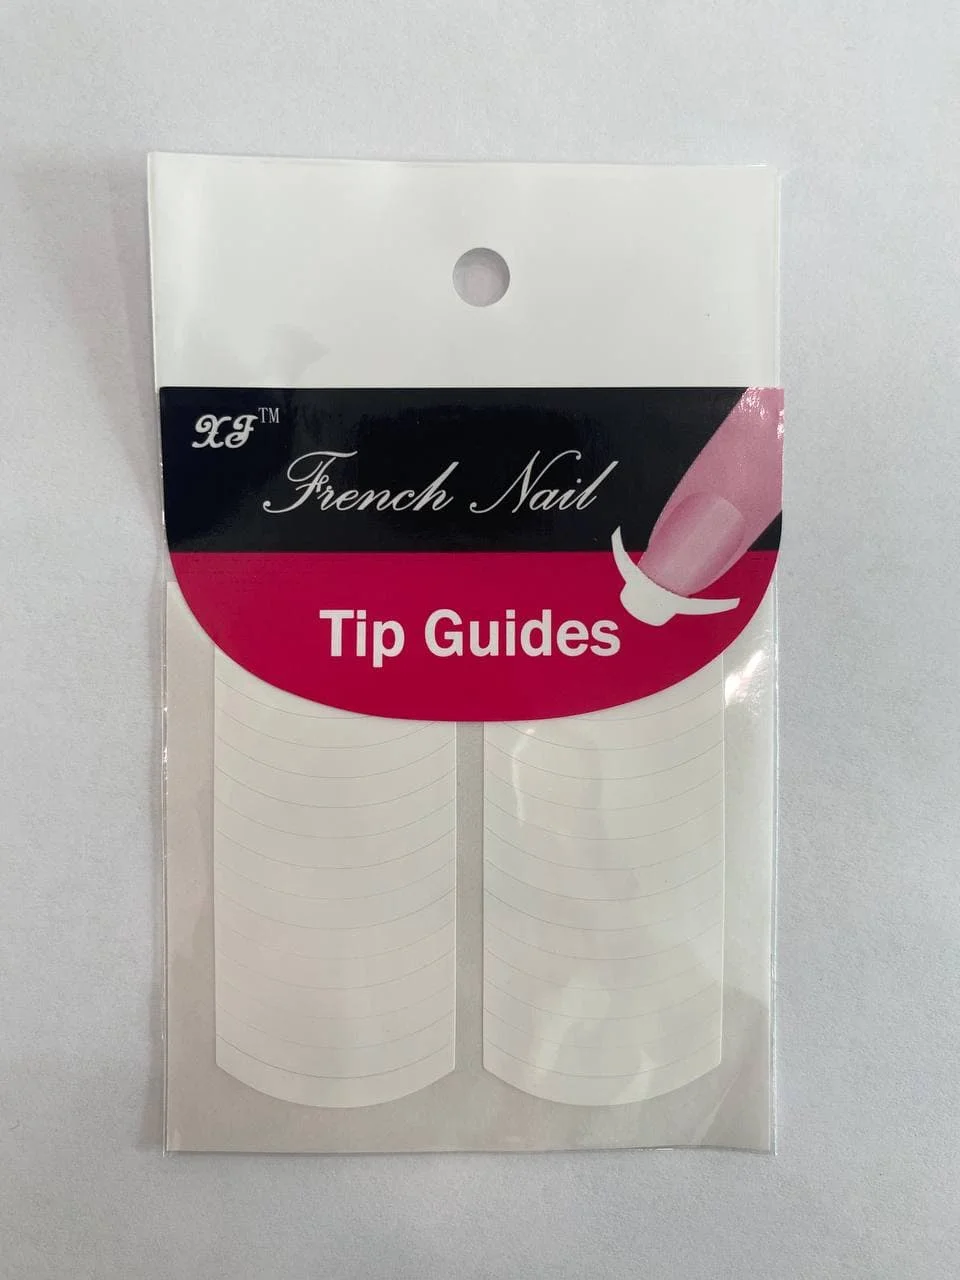 XF™
French Nail
Tip Guides